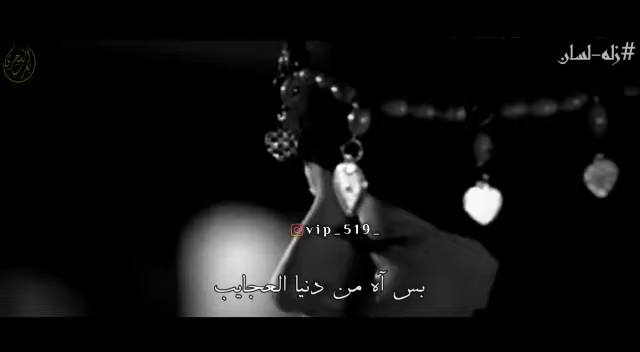 #زله-لسان
vip_519_
بس آه من دنيا العجايب